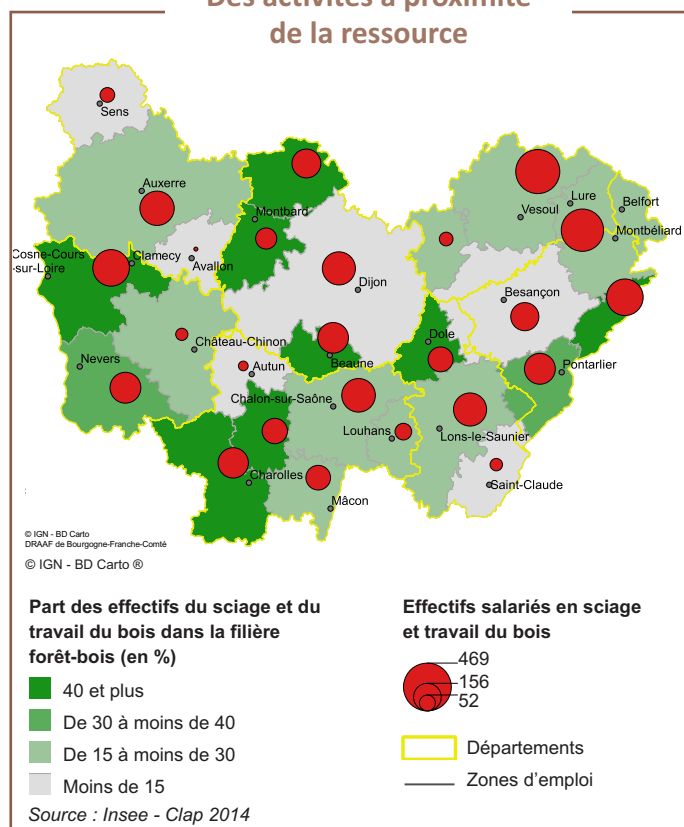 Des activités à proximité
de la ressource
Sens
Auxerre
Montbard
Vesoul
Lure
Belfort
Montbéliard
Cosne-Cours
sur-Loire
Clamecy
Avallon
Dijon
Besançon
Château-Chinon
Nevers
Autun
Beaune
Dole
Pontarlier
Chalon-sur-Saône
Louhans
Lons-le-Saunier
Charolles
Mâcon
Saint-Claude
© IGN - BD Carto
DRAAF de Bourgogne-Franche-Comté
© IGN - BD Carto ®
Part des effectifs du sciage et du
travail du bois dans la filière
forêt-bois (en %)
40 et plus
De 30 à moins de 40
De 15 à moins de 30
Moins de 15
Source : Insee - Clap 2014
Effectifs salariés en sciage
et travail du bois
469
156
52
Départements
Zones d'emploi